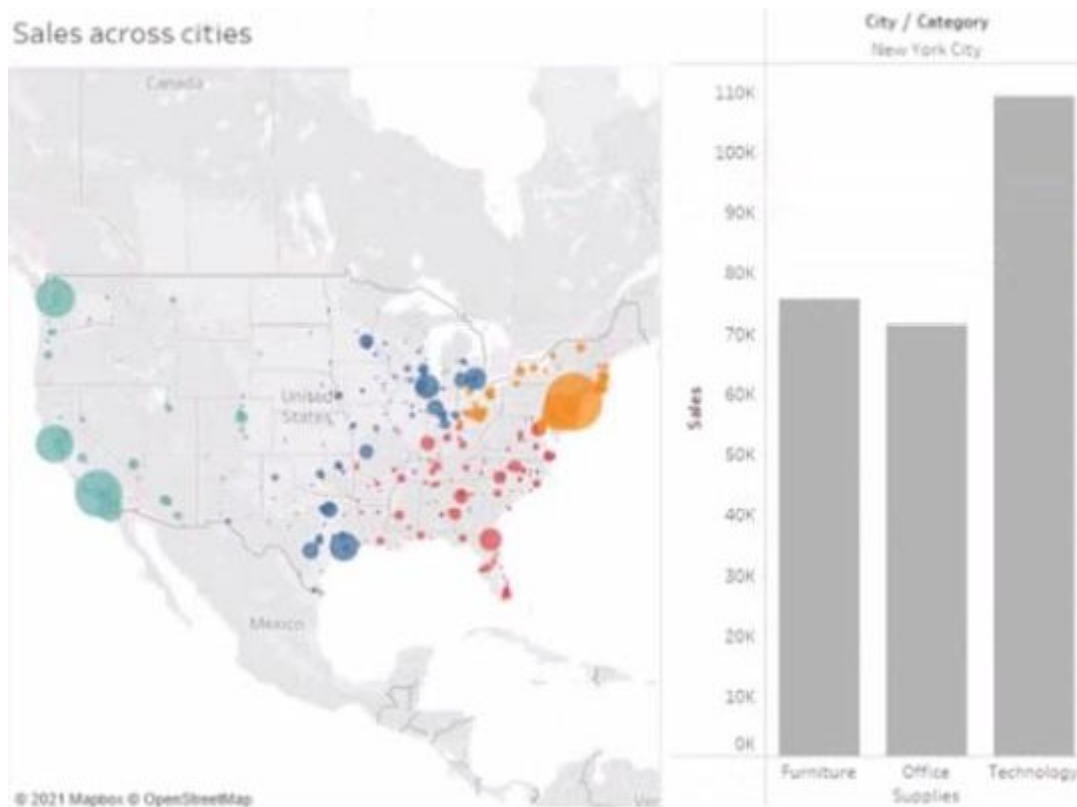 Sales across cities
Canada
United
States
Mexico
© 2021 Mapbox © OpenStreetMap
City / Category
New York City
Sales
110K
100K
90K
80K
70K
60K
50K
40K
30K
20K
10K
0K
Furniture
Office
Supplies
Technology